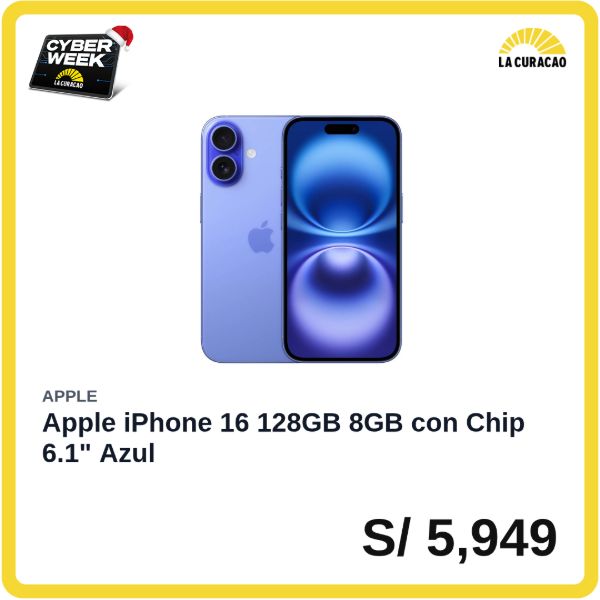 CYBER
WEEK
LA CURACAO
LA CURACAO
APPLE
Apple iPhone 16 128GB 8GB con Chip
6.1" Azul
S/ 5,949